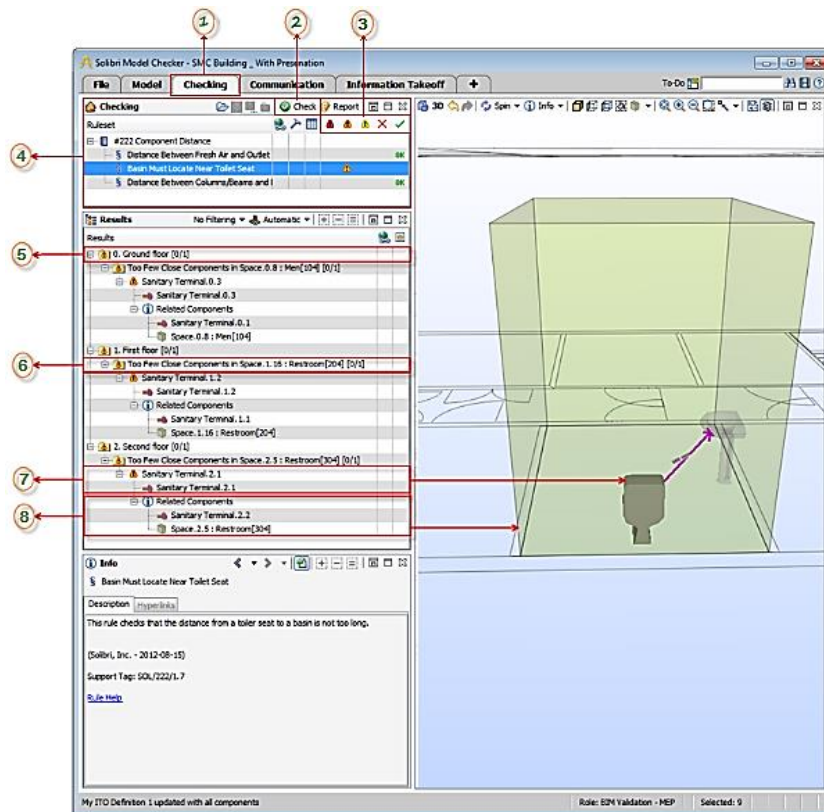 1
2
3
Solibri Model Checker - SMC Building _ With Presenation
File Model Checking Communication Information Takeoff +
To-Do
Checking Check Report
3D Spin Info
Ruleset
4
#222 Component Distance
§ Distance Between Fresh Air and Outlet OK
§ Basin Must Locate Near Toilet Seat
§ Distance Between Columns/Beams and OK
Results No Filtering Automatic
Results
5
0. Ground floor [0/1]
Too Few Close Components in Space.0.8 : Men[104] [0/1]
Sanitary Terminal.0.3
Sanitary Terminal.0.3
Related Components
Sanitary Terminal.0.1
Space.0.8 : Men[104]
1. First floor [0/1]
6
Too Few Close Components in Space.1.16 : Restroom[204] [0/1]
Sanitary Terminal.1.2
Sanitary Terminal.1.2
Related Components
Sanitary Terminal.1.1
Space.1.16 : Restroom[204]
2. Second floor [0/1]
Too Few Close Components in Space.2.5 : Restroom[304] [0/1]
7
Sanitary Terminal.2.1
Sanitary Terminal.2.1
8
Related Components
Sanitary Terminal.2.2
Space.2.5 : Restroom[304]
Info
§ Basin Must Locate Near Toilet Seat
Description Hyperlinks
This rule checks that the distance from a toiler seat to a basin is not too long.
(Solibri, Inc. - 2012-08-15)
Support Tag: SOL/222/1.7
Rule Help
My ITO Definition 1 updated with all components
Role: BIM Validation - MEP Selected: 9